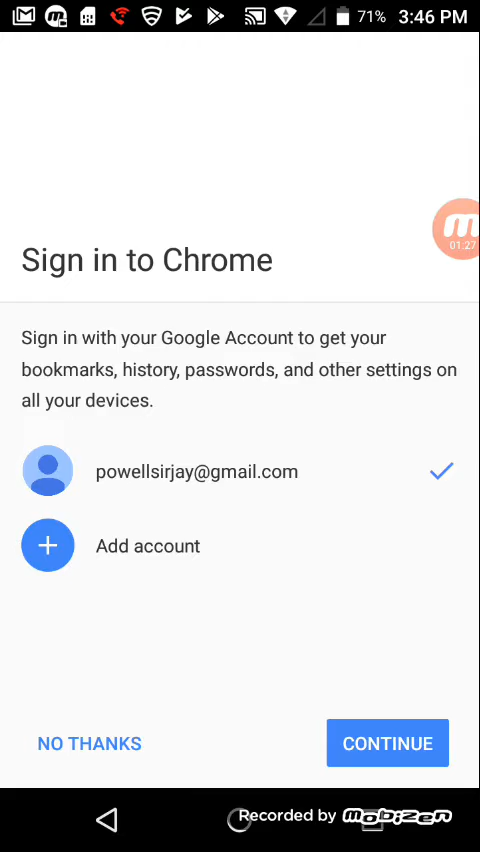 71% 3:46 PM
01:27
Sign in to Chrome
Sign in with your Google Account to get your
bookmarks, history, passwords, and other settings on
all your devices.
powellsirjay@gmail.com
Add account
NO THANKS
CONTINUE
Recorded by Mobizen